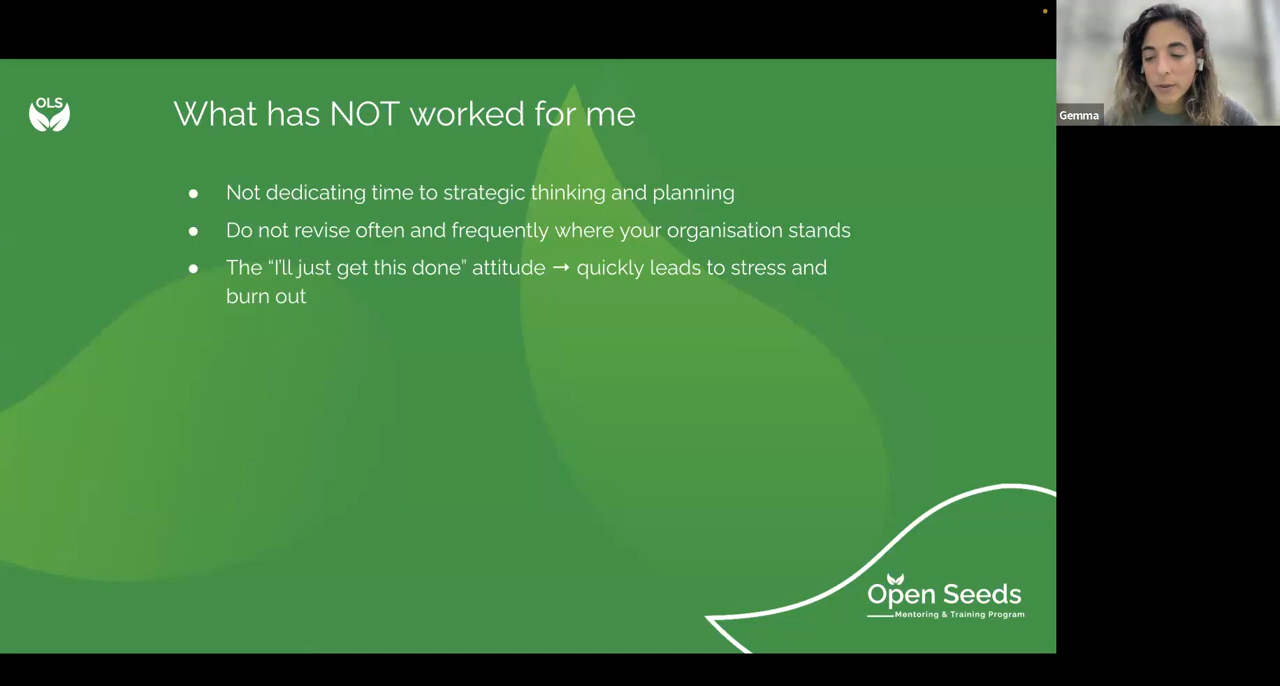 OLS
What has NOT worked for me
● Not dedicating time to strategic thinking and planning
● Do not revise often and frequently where your organisation stands
● The “I’ll just get this done” attitude → quickly leads to stress and
burn out
Gemma
Open Seeds
Mentoring & Training Program